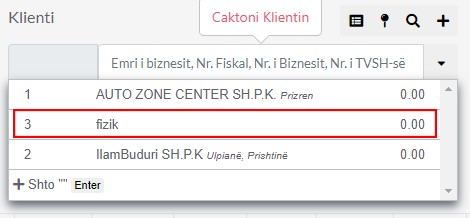 Klienti
Caktoni Klientin
Emri i biznesit, Nr. Fiskal, Nr. i Biznesit, Nr. i TVSH-së
1 AUTO ZONE CENTER SH.P.K. Prizren 0.00
3 fizik 0.00
2 IlamBuduri SH.P.K Ulpianë, Prishtinë 0.00
Shto "" Enter